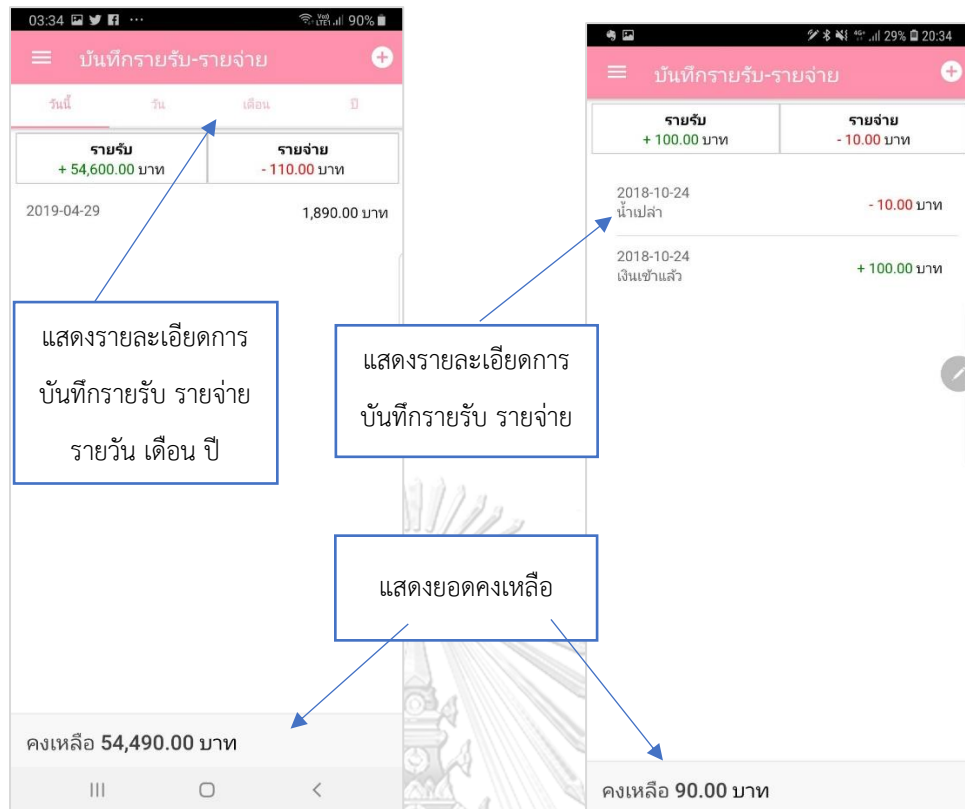 03:34 90%
บันทึกรายรับ-รายจ่าย
วันนี้ วัน เดือน ปี
รายรับ รายจ่าย
+ 54,600.00 บาท - 110.00 บาท
2019-04-29 1,890.00 บาท
แสดงรายละเอียดการ
บันทึกรายรับ รายจ่าย
รายวัน เดือน ปี
คงเหลือ 54,490.00 บาท
29% 20:34
บันทึกรายรับ-รายจ่าย
รายรับ รายจ่าย
+ 100.00 บาท - 10.00 บาท
2018-10-24
น้ำเปล่า - 10.00 บาท
2018-10-24
เงินเข้าแล้ว + 100.00 บาท
แสดงรายละเอียดการ
บันทึกรายรับ รายจ่าย
แสดงยอดคงเหลือ
คงเหลือ 90.00 บาท